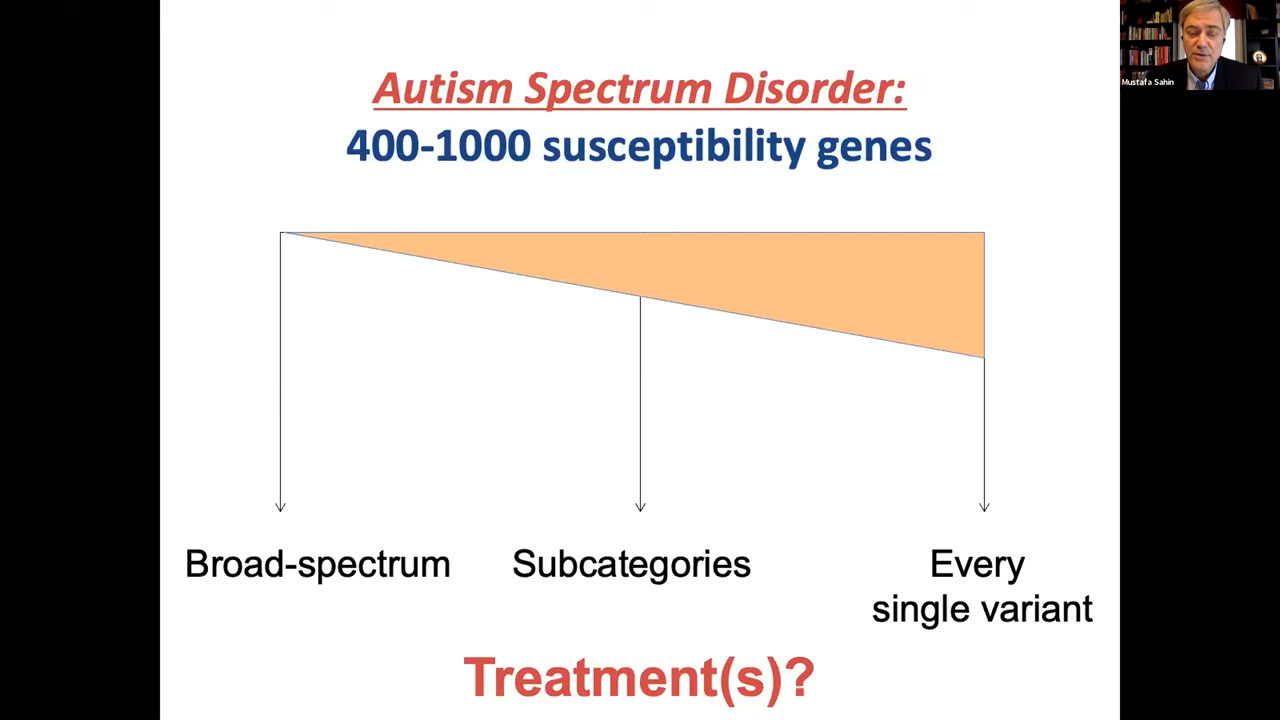 Autism Spectrum Disorder:
400-1000 susceptibility genes
Broad-spectrum
Subcategories
Every
single variant
Treatment(s)?
Mustafa Sahin